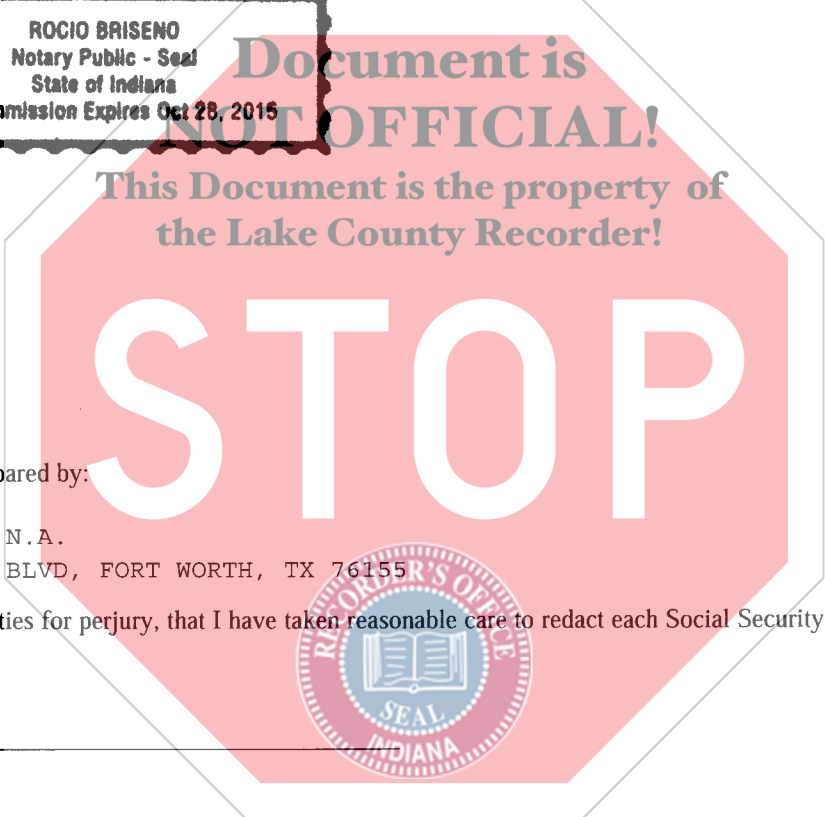 ROCIO BRISENO
Notary Public - Seal
State of Indiana
mmission Expires Oct 28, 2015
Document is
NOT OFFICIAL!
This Document is the property of
the Lake County Recorder!
STOP
pared by:
N.A.
BLVD, FORT WORTH, TX 76155
ties for perjury, that I have taken reasonable care to redact each Social Security
RECORDER'S OFFICE
SEAL
INDIANA